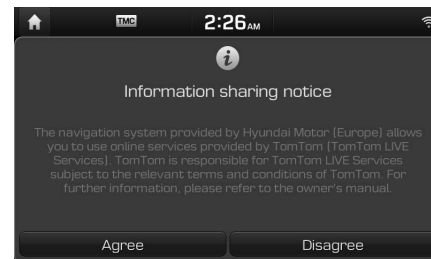 TMC 2:26 AM
Information sharing notice
The navigation system provided by Hyundai Motor (Europe) allows
you to use online services provided by TomTom (TomTom LIVE
Services). TomTom is responsible for TomTom LIVE Services
subject to the relevant terms and conditions of TomTom. For
further information, please refer to the owner's manual.
Agree Disagree